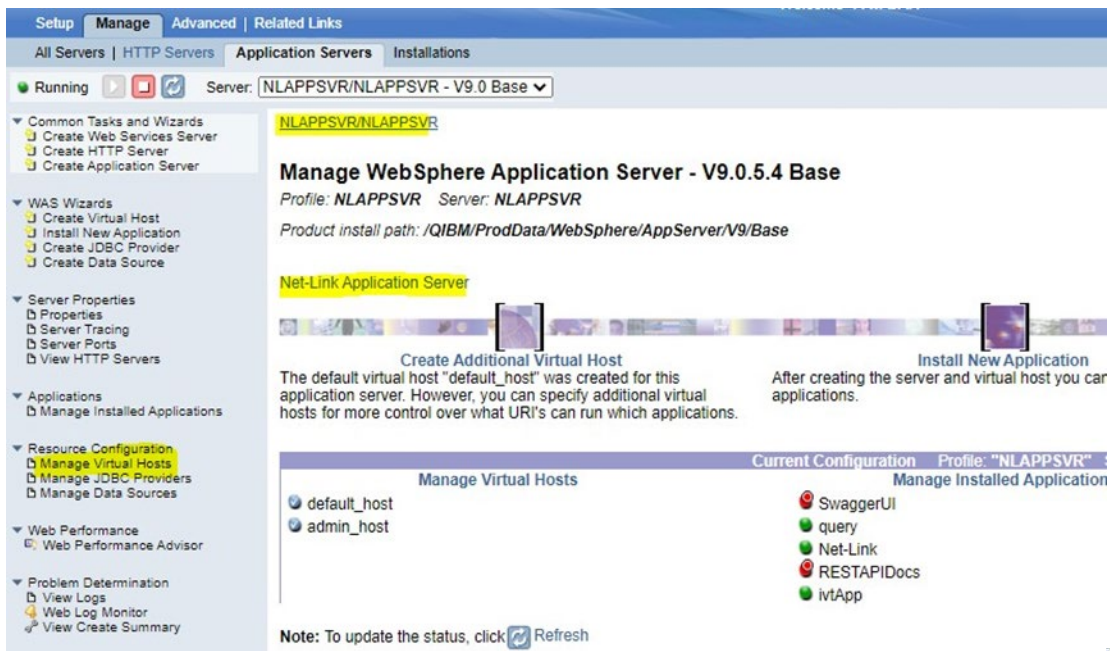 Setup Manage Advanced | Related Links
All Servers | HTTP Servers Application Servers Installations
Running Server: NLAPPSVR/NLAPPSVR - V9.0 Base
Common Tasks and Wizards
Create Web Services Server
Create HTTP Server
Create Application Server
WAS Wizards
Create Virtual Host
Install New Application
Create JDBC Provider
Create Data Source
Server Properties
Properties
Server Tracing
Server Ports
View HTTP Servers
Applications
Manage Installed Applications
Resource Configuration
Manage Virtual Hosts
Manage JDBC Providers
Manage Data Sources
Web Performance
Web Performance Advisor
Problem Determination
View Logs
Web Log Monitor
View Create Summary
NLAPPSVR/NLAPPSVR
Manage WebSphere Application Server - V9.0.5.4 Base
Profile: NLAPPSVR Server: NLAPPSVR
Product install path: /QIBM/ProdData/WebSphere/AppServer/V9/Base
Net-Link Application Server
Create Additional Virtual Host
The default virtual host "default_host" was created for this
application server. However, you can specify additional virtual
hosts for more control over what URI's can run which applications.
Install New Application
After creating the server and virtual host you can
applications.
Current Configuration Profile: "NLAPPSVR"
Manage Virtual Hosts
default_host
admin_host
Manage Installed Application
SwaggerUI
query
Net-Link
RESTAPIDocs
ivtApp
Note: To update the status, click Refresh